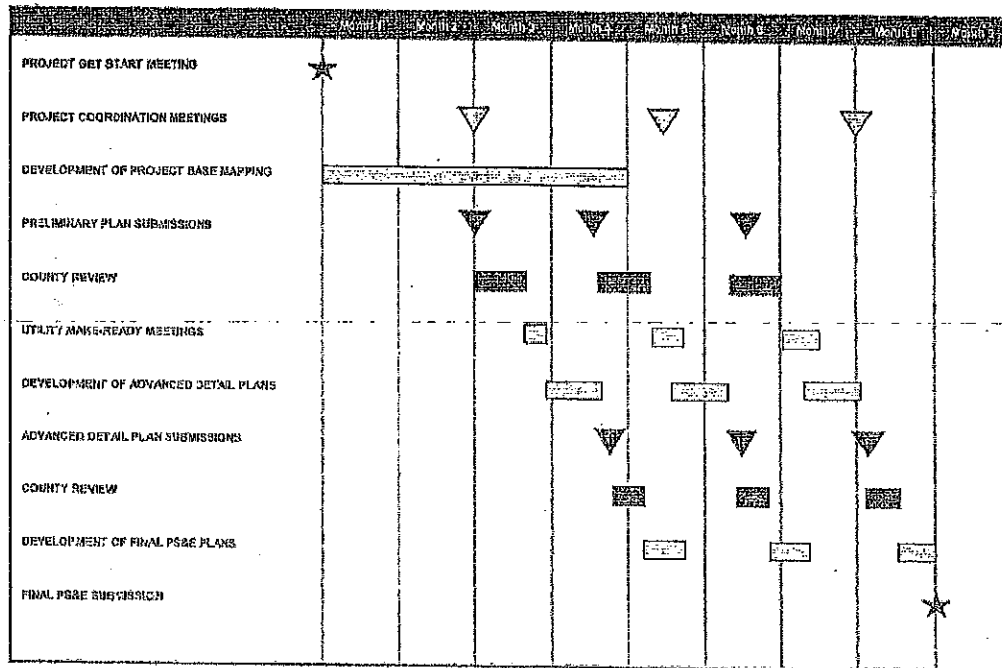 Month 1 Month 2 Month 3 Month 4 Month 5 Month 6 Month 7 Month 8 Month 9
PROJECT GET START MEETING
PROJECT COORDINATION MEETINGS
DEVELOPMENT OF PROJECT BASE MAPPING
PRELIMINARY PLAN SUBMISSIONS
COUNTY REVIEW
UTILITY MAKE-READY MEETINGS
DEVELOPMENT OF ADVANCED DETAIL PLANS
ADVANCED DETAIL PLAN SUBMISSIONS
COUNTY REVIEW
DEVELOPMENT OF FINAL PS&E PLANS
FINAL PS&E SUBMISSION